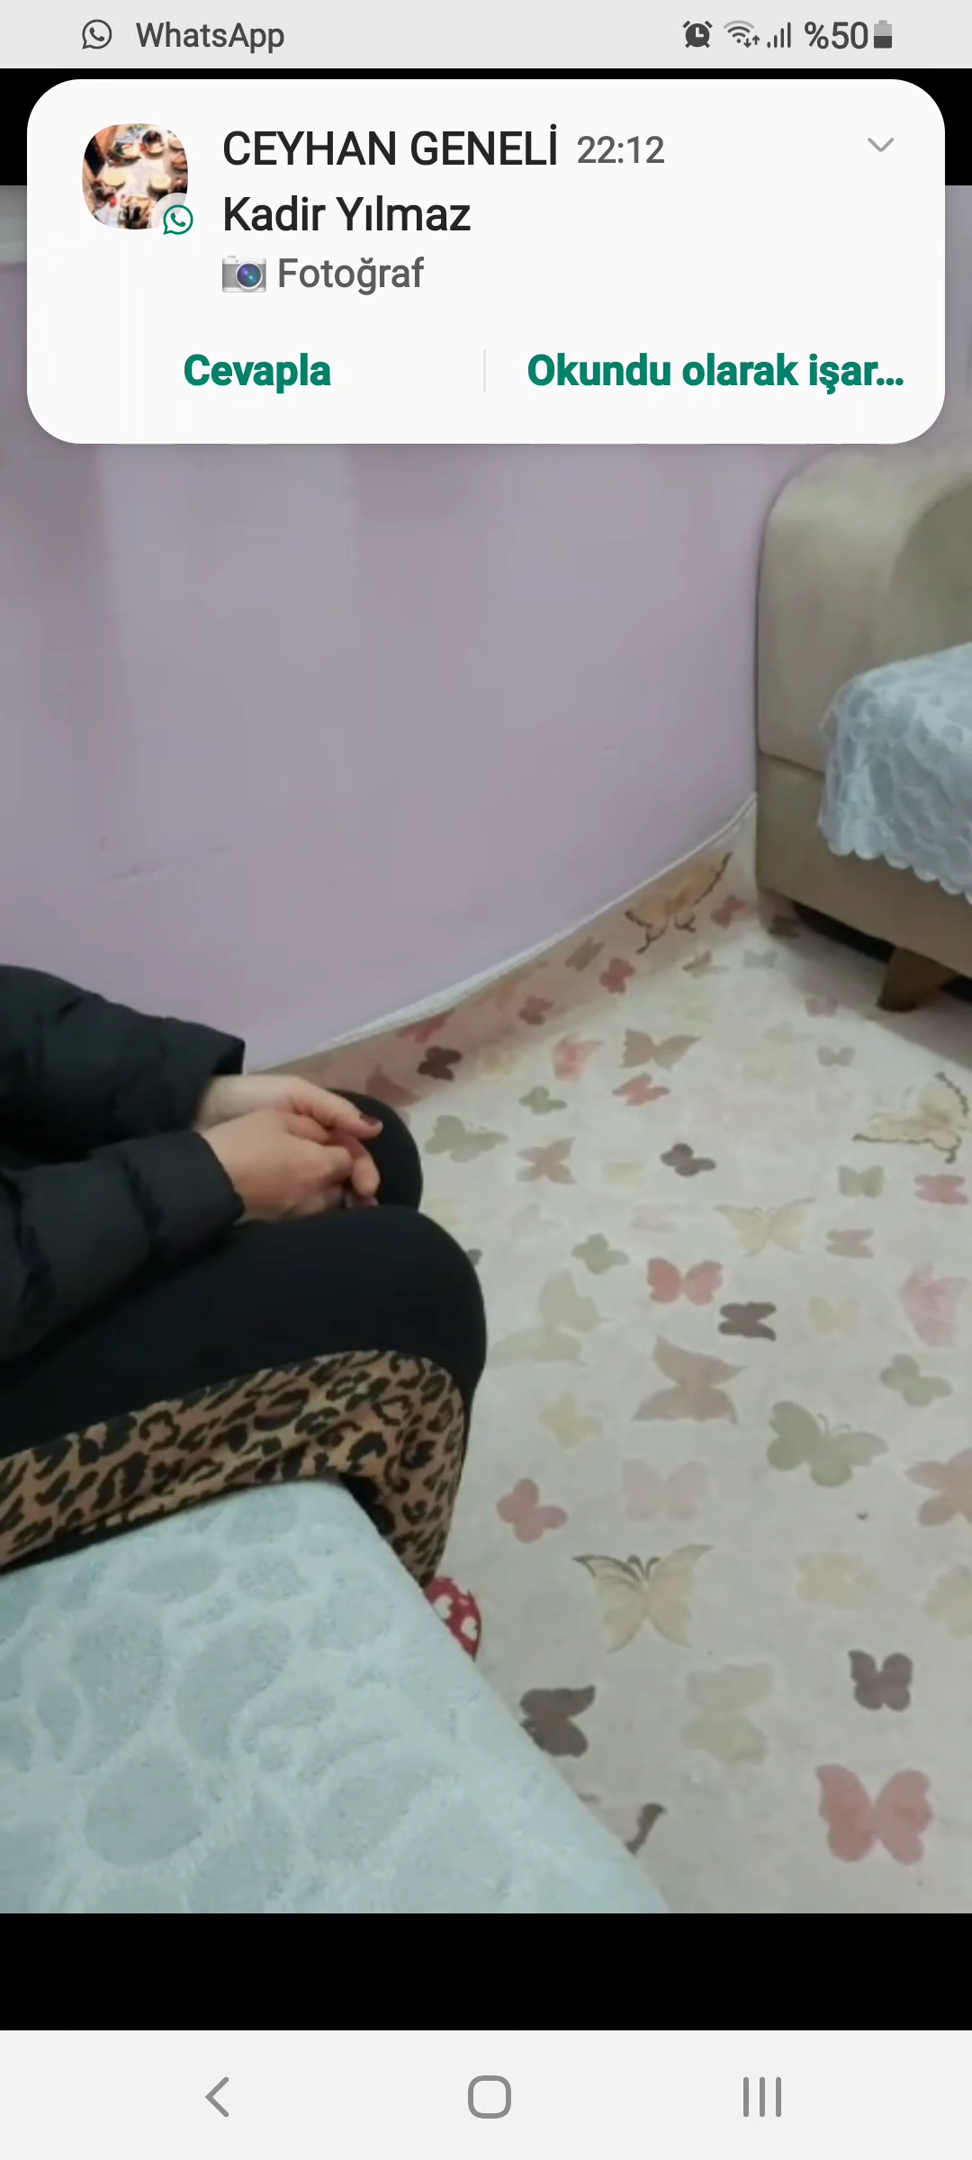 WhatsApp %50
CEYHAN GENELİ 22:12
Kadir Yılmaz
Fotoğraf
Cevapla Okundu olarak işar...